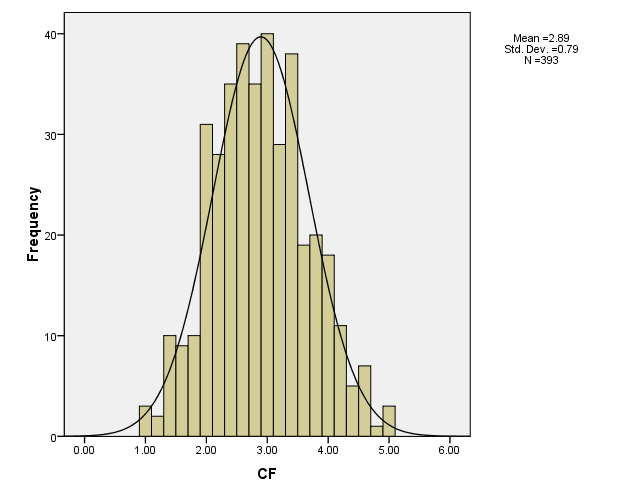 Mean =2.89
Std. Dev. =0.79
N =393
Frequency
40
30
20
10
0
0.00 1.00 2.00 3.00 4.00 5.00 6.00
CF